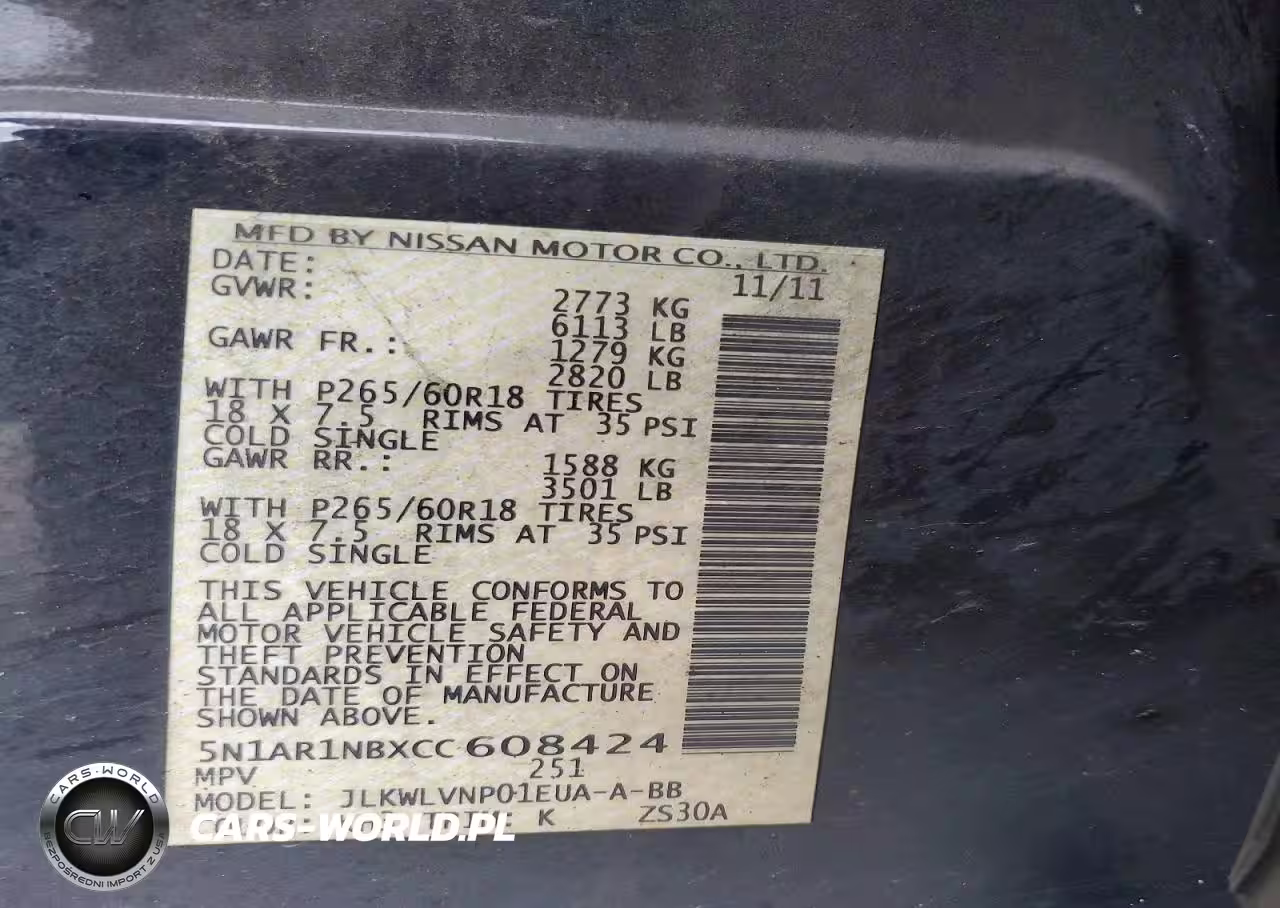 MFD BY NISSAN MOTOR CO., LTD.
DATE: 11/11
GVWR: 2773 KG
6113 LB
GAWR FR.: 1279 KG
2820 LB
WITH P265/60R18 TIRES
18 X 7.5 RIMS AT 35 PSI
COLD SINGLE
GAWR RR.: 1588 KG
3501 LB
WITH P265/60R18 TIRES
18 X 7.5 RIMS AT 35 PSI
COLD SINGLE
THIS VEHICLE CONFORMS TO
ALL APPLICABLE FEDERAL
MOTOR VEHICLE SAFETY AND
THEFT PREVENTION
STANDARDS IN EFFECT ON
THE DATE OF MANUFACTURE
SHOWN ABOVE.
5N1AR1NBXCC608424
MPV 251
MODEL: JLKWLVNP01EUA-A-BB
K ZS30A
CARS-WORLD
CW
BEZPOŚREDNI IMPORT Z USA
CARS-WORLD.PL